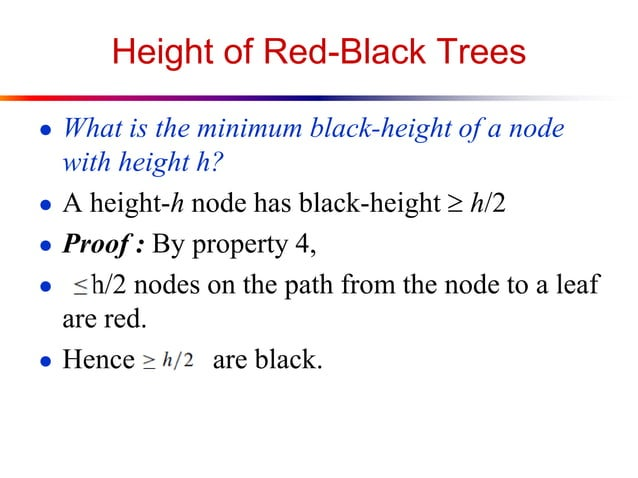 Height of Red-Black Trees
● What is the minimum black-height of a node
with height h?
● A height-h node has black-height ≥ h/2
● Proof : By property 4,
● ≤h/2 nodes on the path from the node to a leaf
are red.
● Hence ≥ h/2 are black.